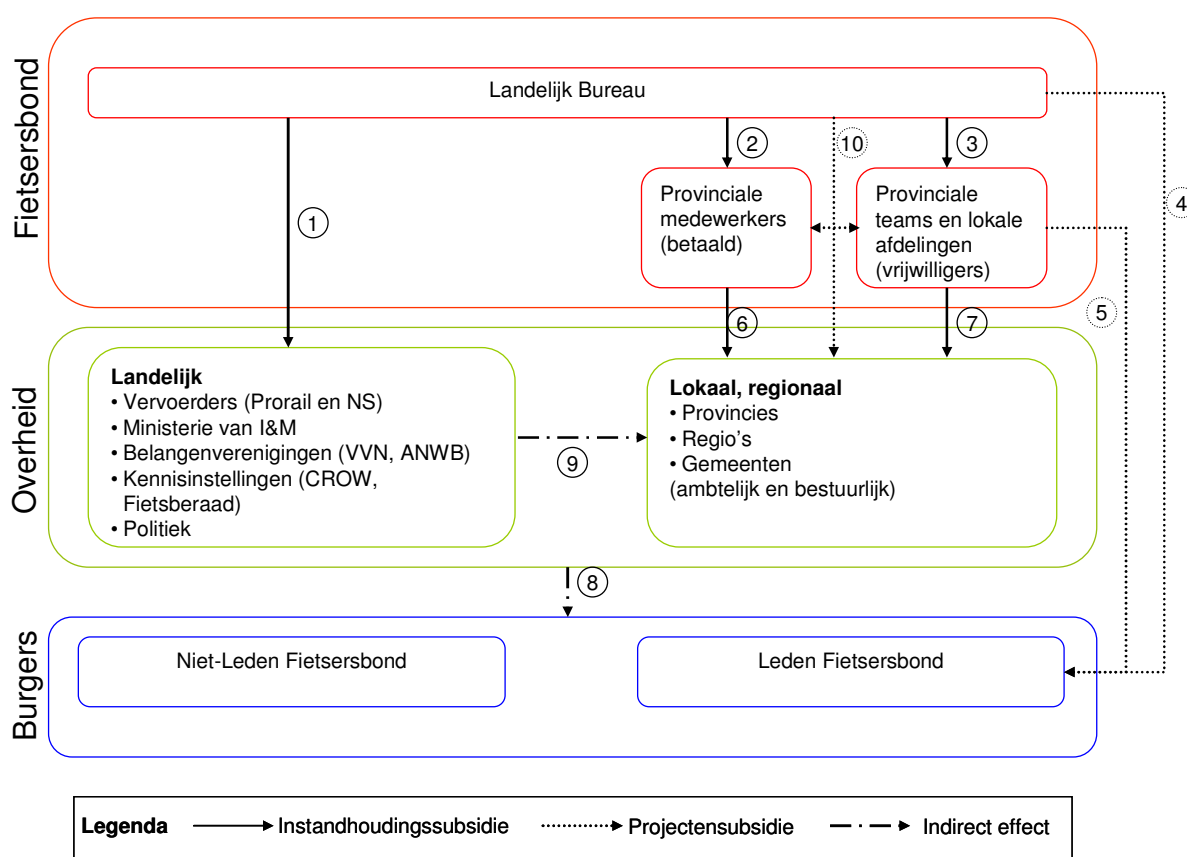 Fietsersbond
Landelijk Bureau
1
2
10
3
4
Provinciale
medewerkers
(betaald)
Provinciale
teams en lokale
afdelingen
(vrijwilligers)
5
6
7
Overheid
Landelijk
• Vervoerders (Prorail en NS)
• Ministerie van I&M
• Belangenverenigingen (VVN, ANWB)
• Kennisinstellingen (CROW,
Fietsberaad)
• Politiek
9
Lokaal, regionaal
• Provincies
• Regio's
• Gemeenten
(ambtelijk en bestuurlijk)
8
Burgers
Niet-Leden Fietsersbond
Leden Fietsersbond
Legenda Instandhoudingssubsidie Projectensubsidie Indirect effect